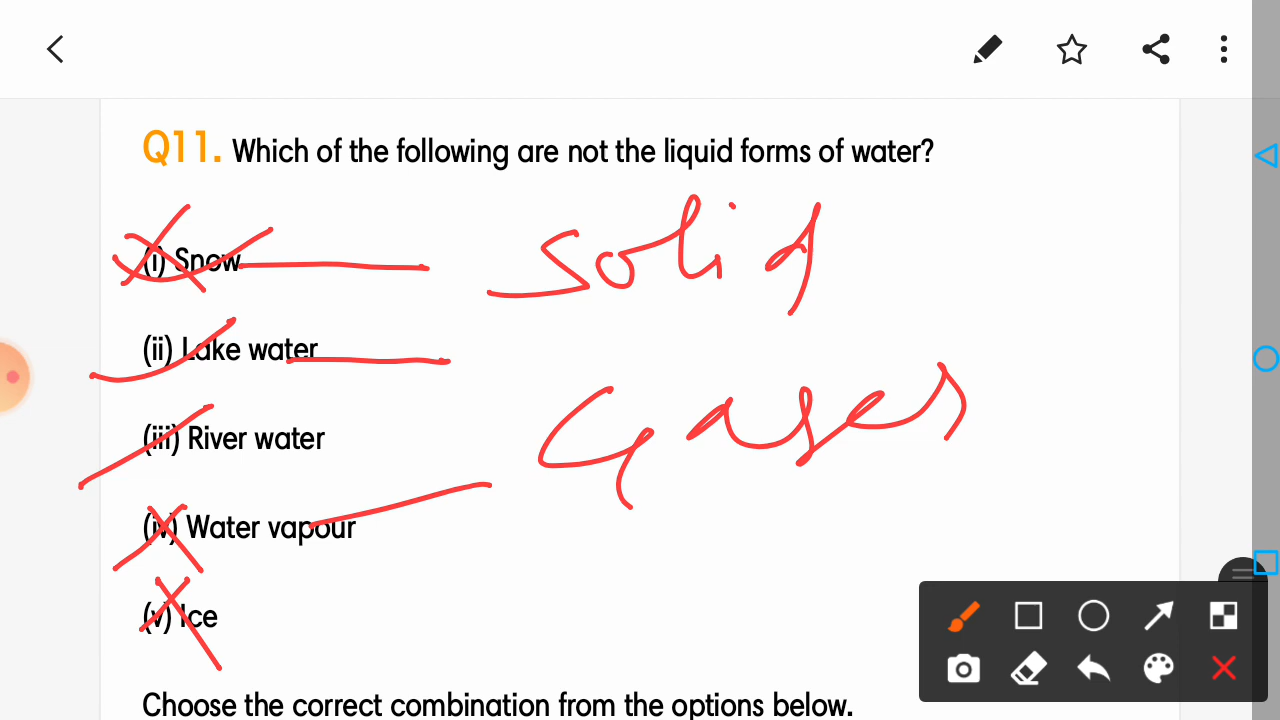 Q11. Which of the following are not the liquid forms of water?
(i) Snow
solid
(ii) Lake water
Gases
(iii) River water
(iv) Water vapour
(v) Ice
Choose the correct combination from the options below.